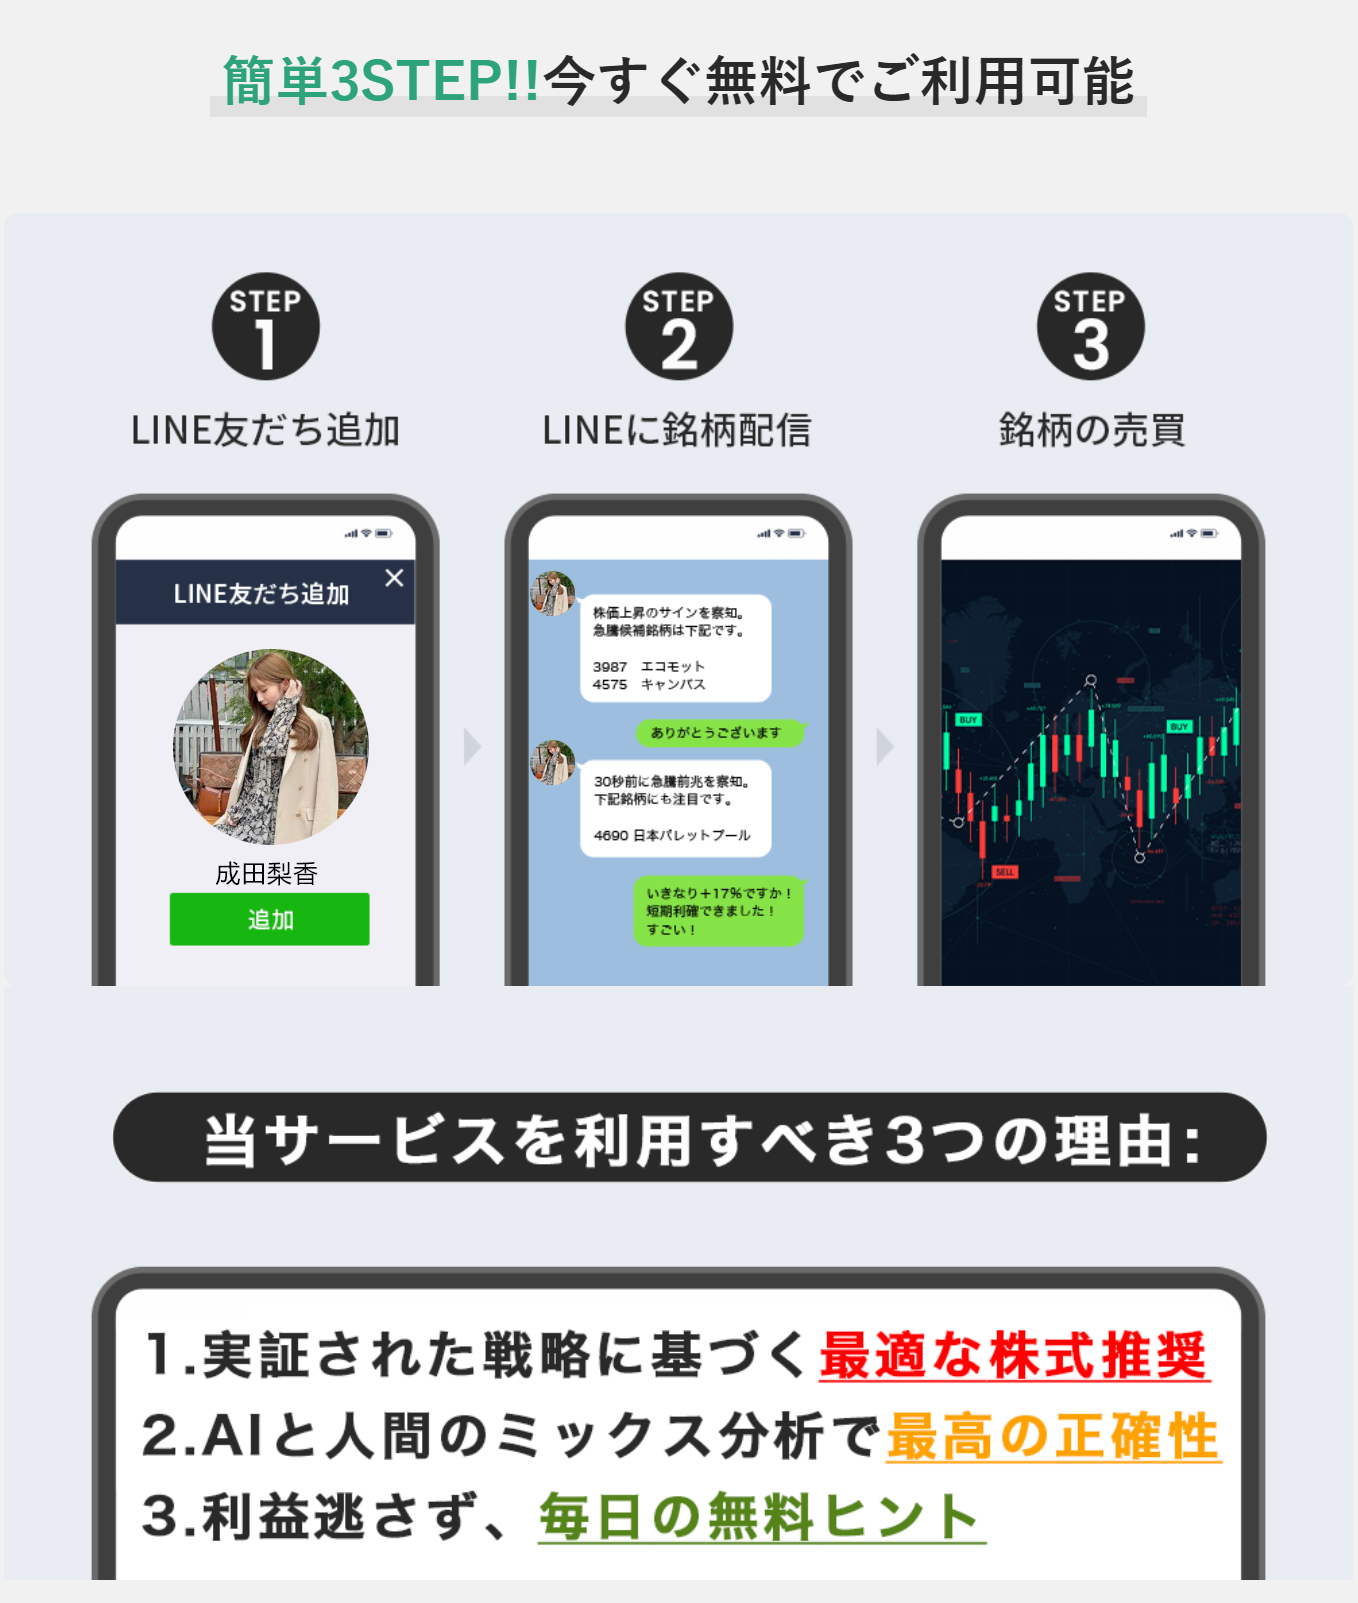 簡単3STEP!!今すぐ無料でご利用可能
STEP
1
LINE友だち追加
STEP
2
LINEに銘柄配信
STEP
3
銘柄の売買
LINE友だち追加
成田梨香
追加
株価上昇のサインを察知。
急騰候補銘柄は下記です。
3987 エコモット
4575 キャンバス
ありがとうございます
30秒前に急騰前兆を察知。
下記銘柄にも注目です。
4690 日本パレットプール
いきなり+17%ですか！
短期利確できました！
すごい！
BUY
SELL
BUY
当サービスを利用すべき3つの理由:
1.実証された戦略に基づく最適な株式推奨
2.AIと人間のミックス分析で最高の正確性
3.利益逃さず、毎日の無料ヒント